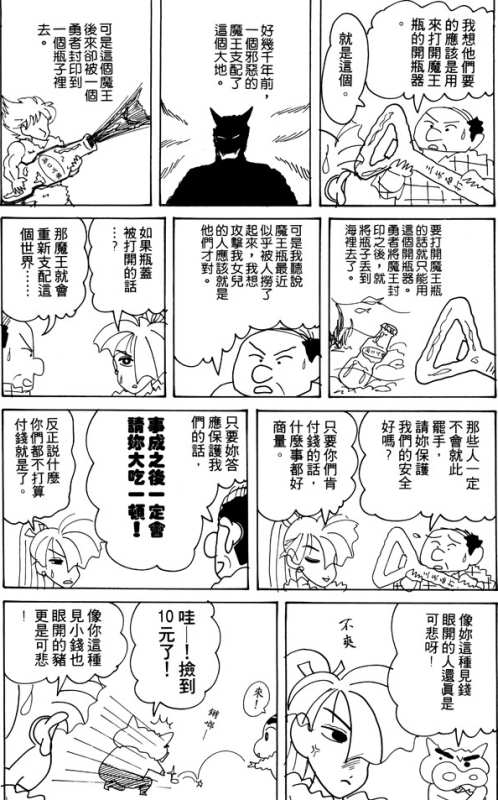 我想他們要
的應該是用
來打開魔王
瓶的開瓶器
就是這個。
好幾千年前，
一個邪惡的
魔王支配了
這個大地。
可是這個魔王
後來卻被一個
勇者封印到
一個瓶子裡
去。
要打開魔王瓶
的話就只能用
這個開瓶器。
勇者將魔王封
印之後，就
將瓶子丟到
海裡去了。
可是我聽說
魔王瓶最近
似乎被人撈了
起來，我想
攻擊我女兒
的人應該就是
他們才對。
如果瓶蓋
被打開的話
…？
那魔王就會
重新支配這
個世界……
那些人一定
不會就此
罷手，
請妳保護
我們的安全
好嗎？
只要你們肯
付錢的話，
什麼事都好
商量。
只要妳答
應保護我
們的話，
事成之後一定會
請妳大吃一頓！
反正說什麼
你們都不打算
付錢就是了。
像妳這種見錢
眼開的人還真是
可悲呀！
不爽
來！
哇—！撿到
10元了！
像你這種
見小錢也
眼開的豬
更是可悲
！